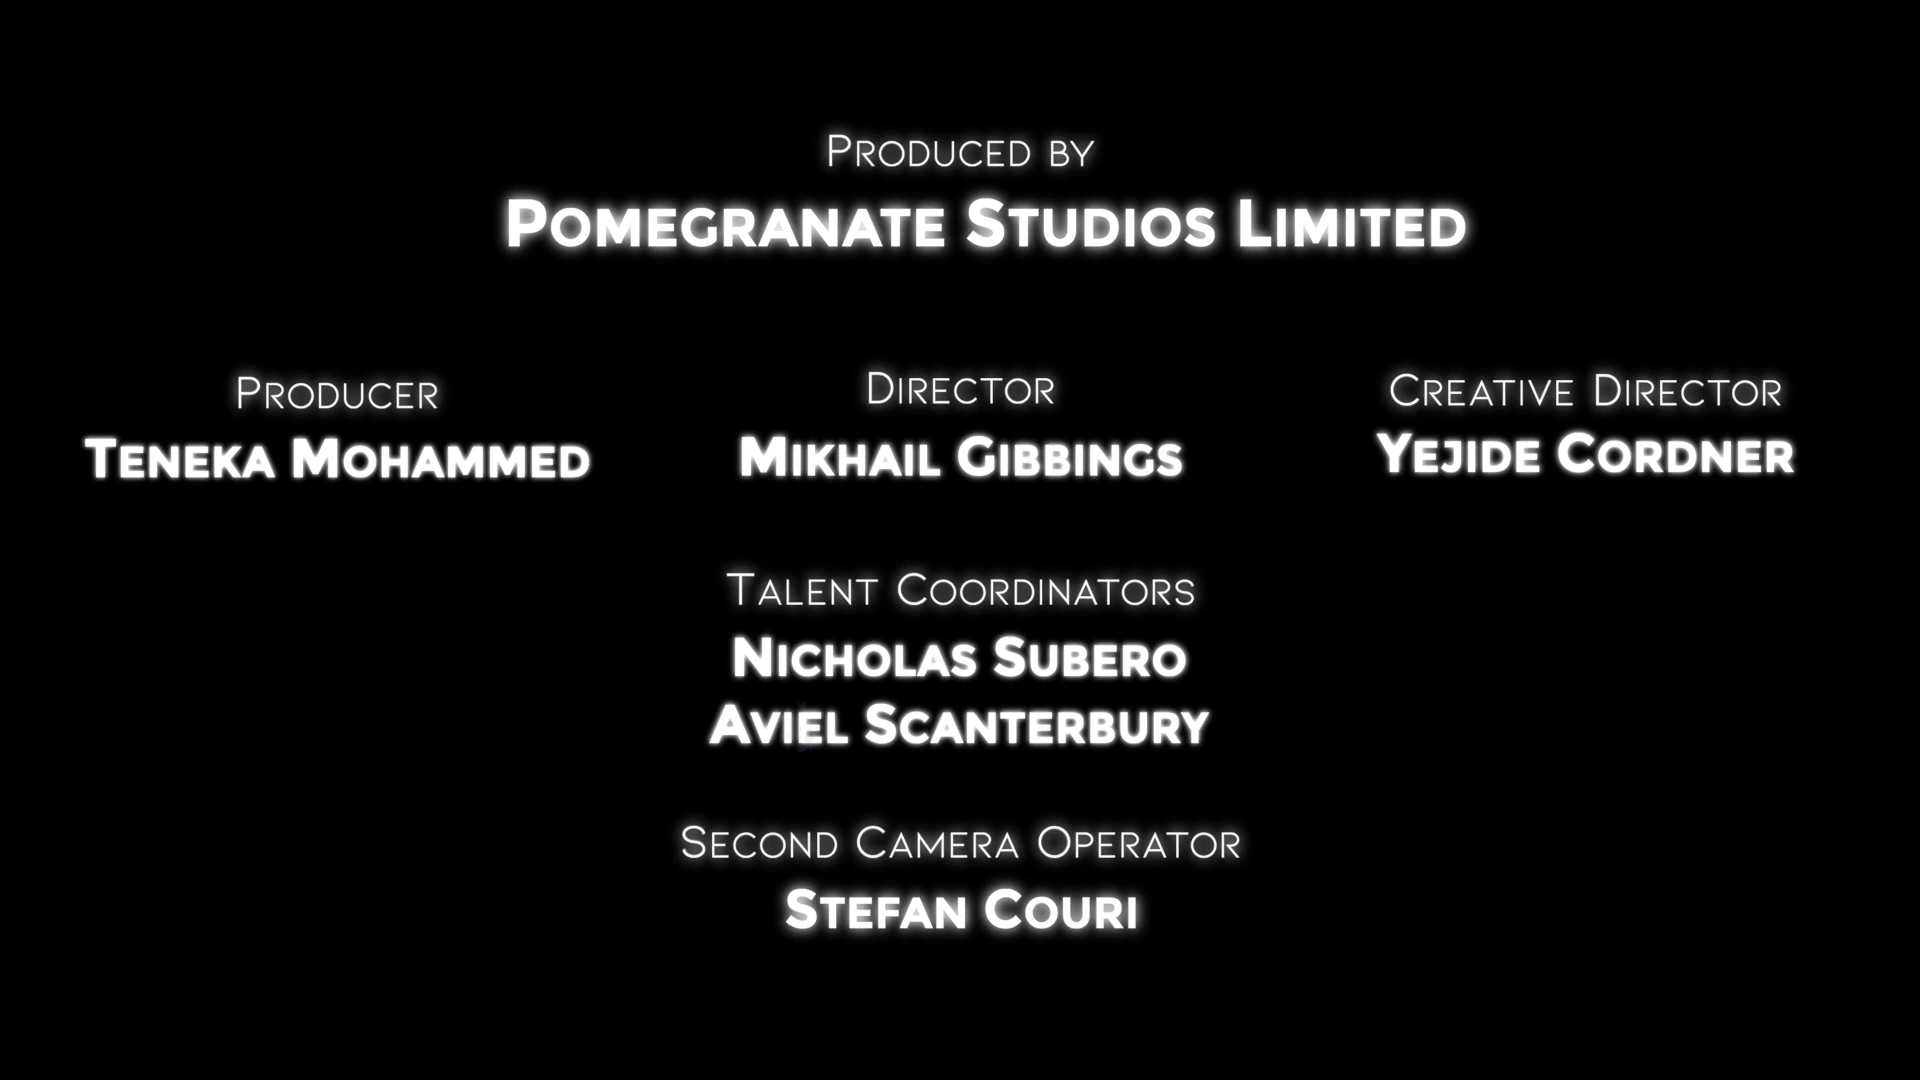 Produced by
Pomegranate Studios Limited
Producer
Teneka Mohammed
Director
Mikhail Gibbings
Creative Director
Yejide Cordner
Talent Coordinators
Nicholas Subero
Aviel Scanterbury
Second Camera Operator
Stefan Couri